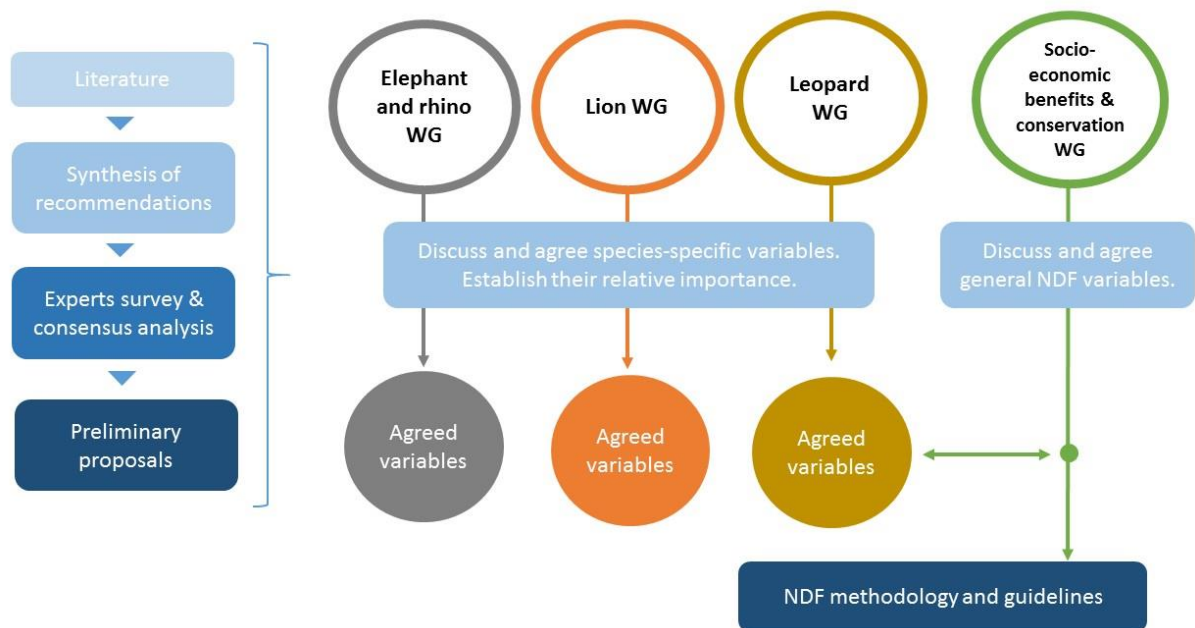 Literature
Synthesis of
recommendations
Experts survey &
consensus analysis
Preliminary
proposals
Elephant
and rhino
WG
Lion WG
Leopard
WG
Socio-
economic
benefits &
conservation
WG
Discuss and agree species-specific variables.
Establish their relative importance.
Discuss and agree
general NDF variables.
Agreed
variables
Agreed
variables
Agreed
variables
NDF methodology and guidelines